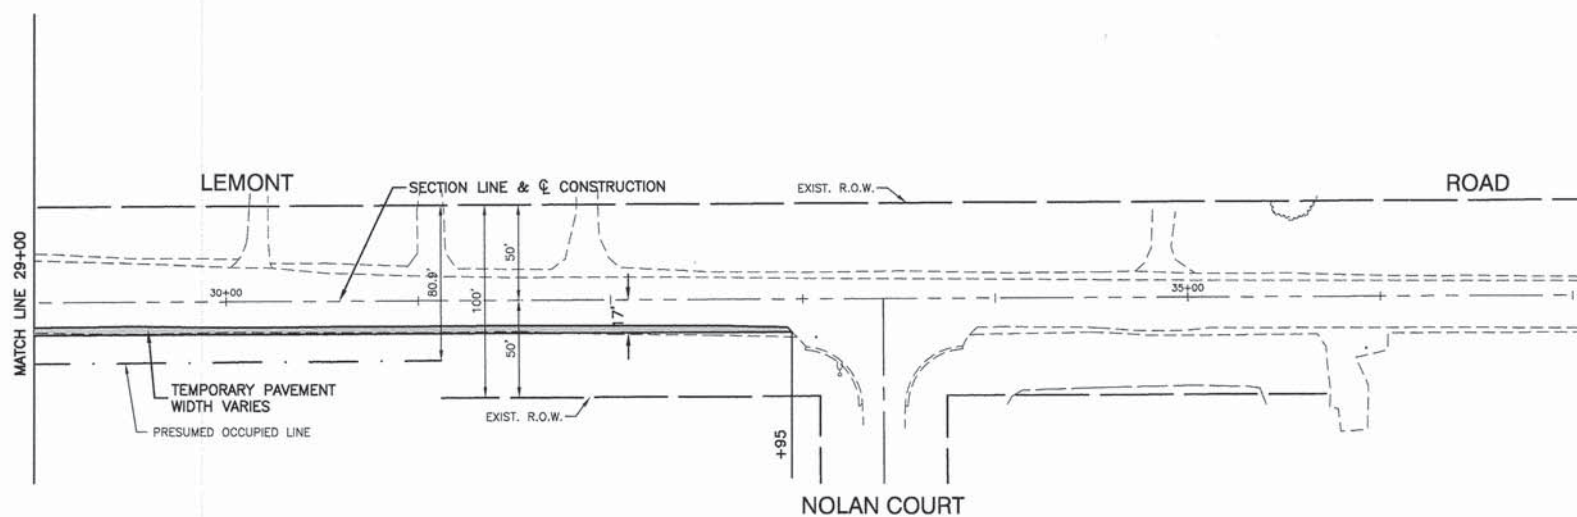 LEMONT
SECTION LINE & ℄ CONSTRUCTION
EXIST. R.O.W.
ROAD
MATCH LINE 29+00
30+00
80.9'
100'
50'
17'
50'
35+00
TEMPORARY PAVEMENT
WIDTH VARIES
PRESUMED OCCUPIED LINE
EXIST. R.O.W.
+95
NOLAN COURT